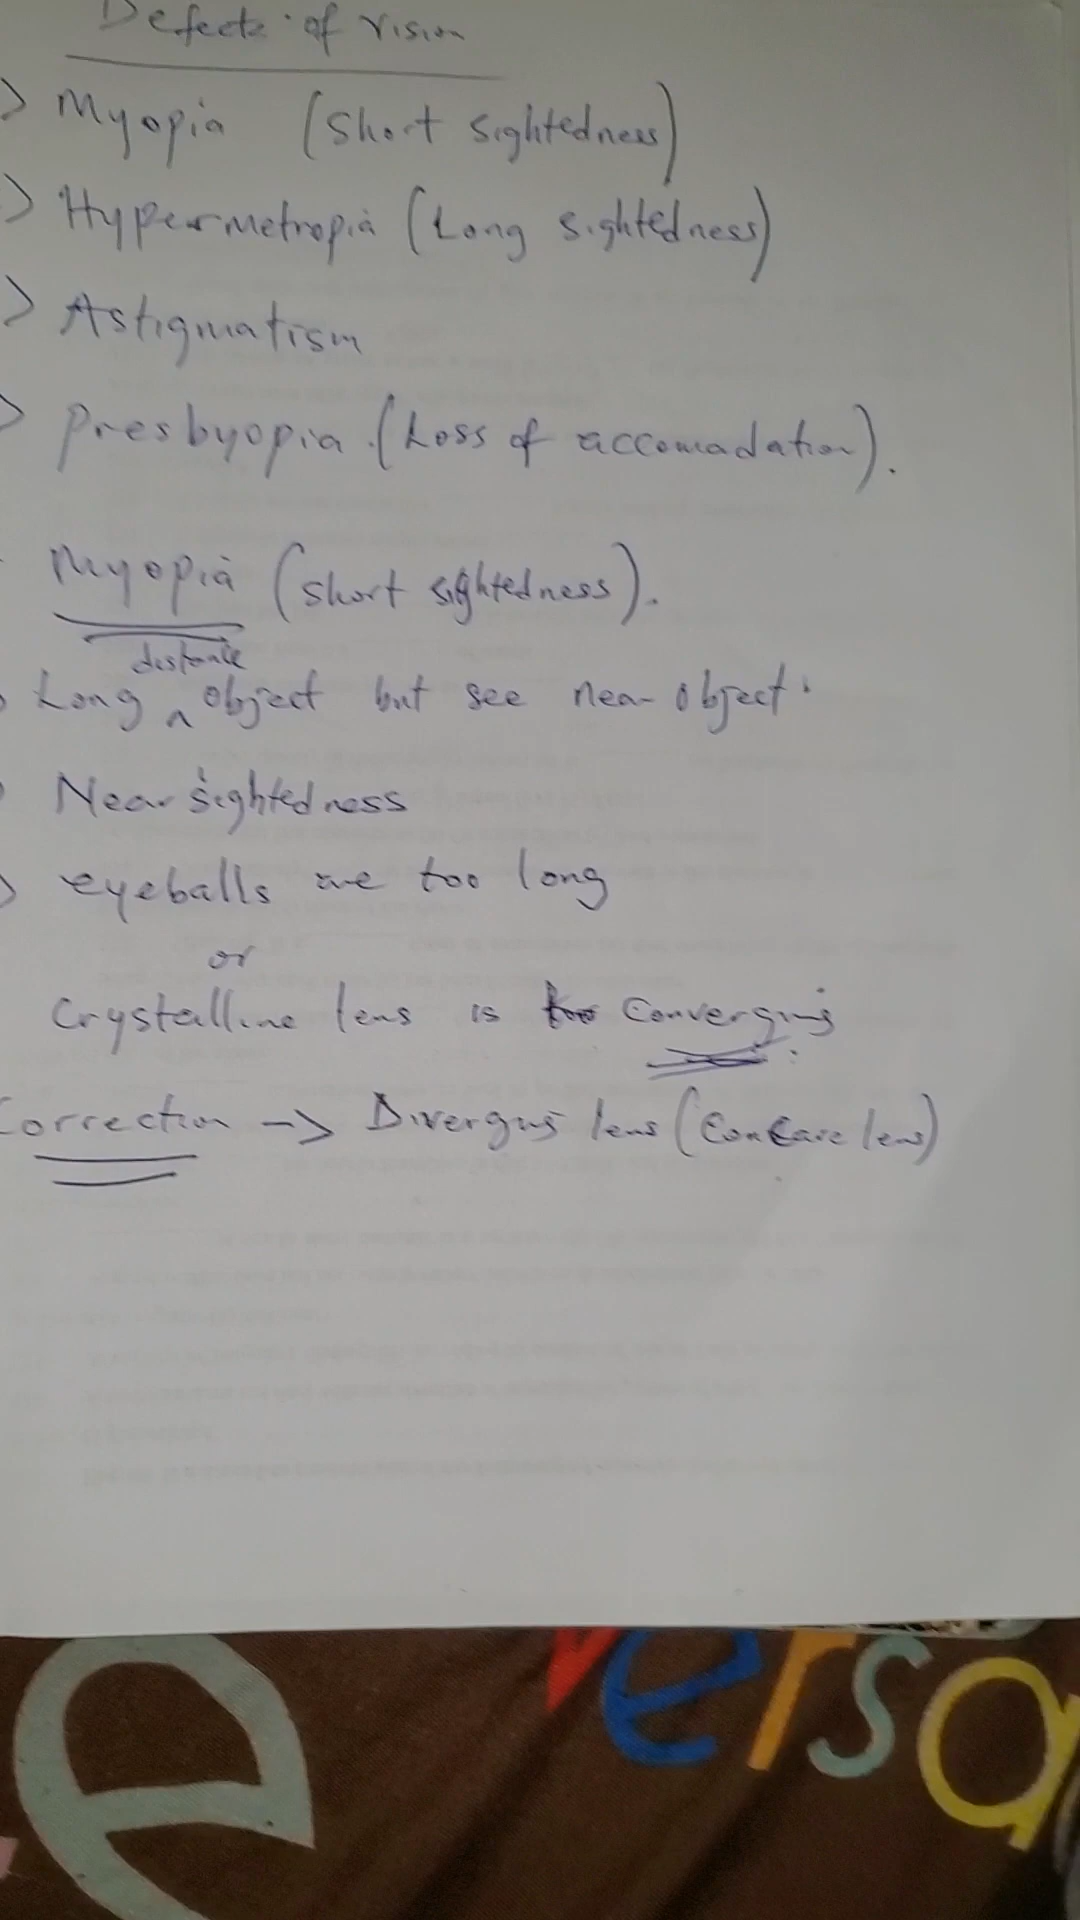 Defects of vision
> Myopia (Short sightedness)
> Hypermetropia (Long sightedness)
> Astigmatism
> Presbyopia (Loss of accomadation).
Myopia (Short sightedness).
distance
Long ^ object but see near object
Near sightedness
eyeballs are too long
or
Crystalline lens is too Converging
Correction -> Diverging lens (Concave lens)
e versa